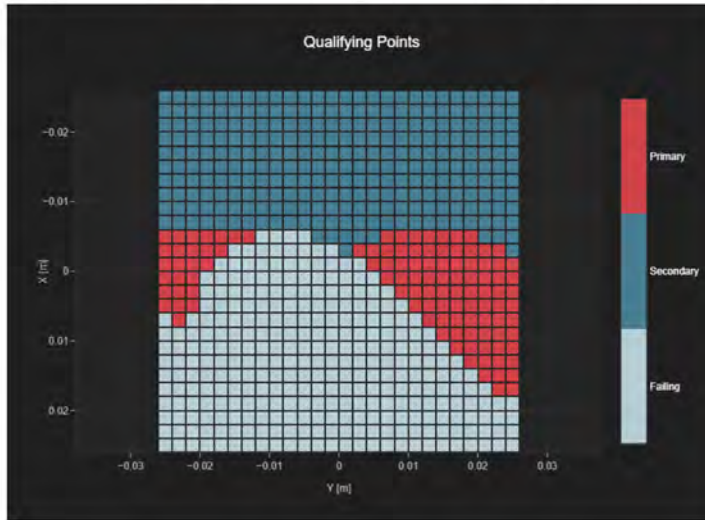 Qualifying Points
−0.02
−0.01
0
0.01
0.02
X [m]
−0.03
−0.02
−0.01
0
0.01
0.02
0.03
Y [m]
Primary
Secondary
Failing